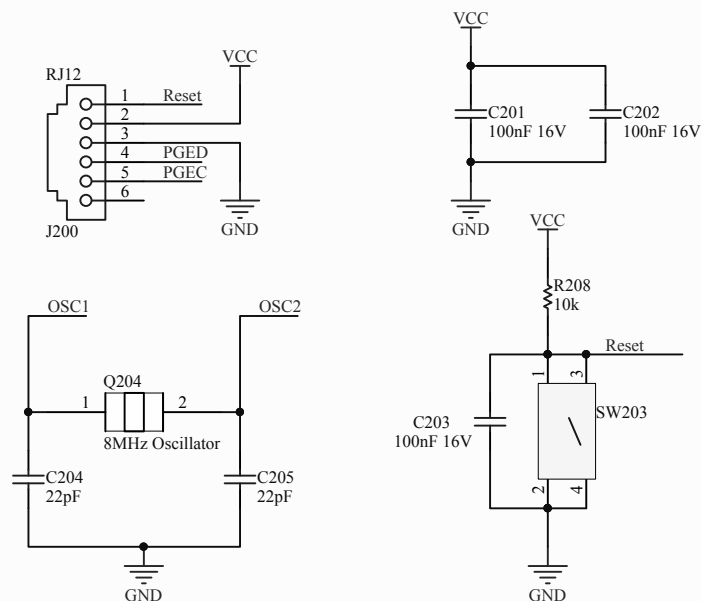 VCC
RJ12
1 Reset
2
3
4 PGED
5 PGEC
6
J200
GND
VCC
C201
100nF 16V
C202
100nF 16V
GND
VCC
R208
10k
Reset
1
3
SW203
C203
100nF 16V
2
4
GND
OSC1
OSC2
Q204
1
2
8MHz Oscillator
C204
22pF
C205
22pF
GND